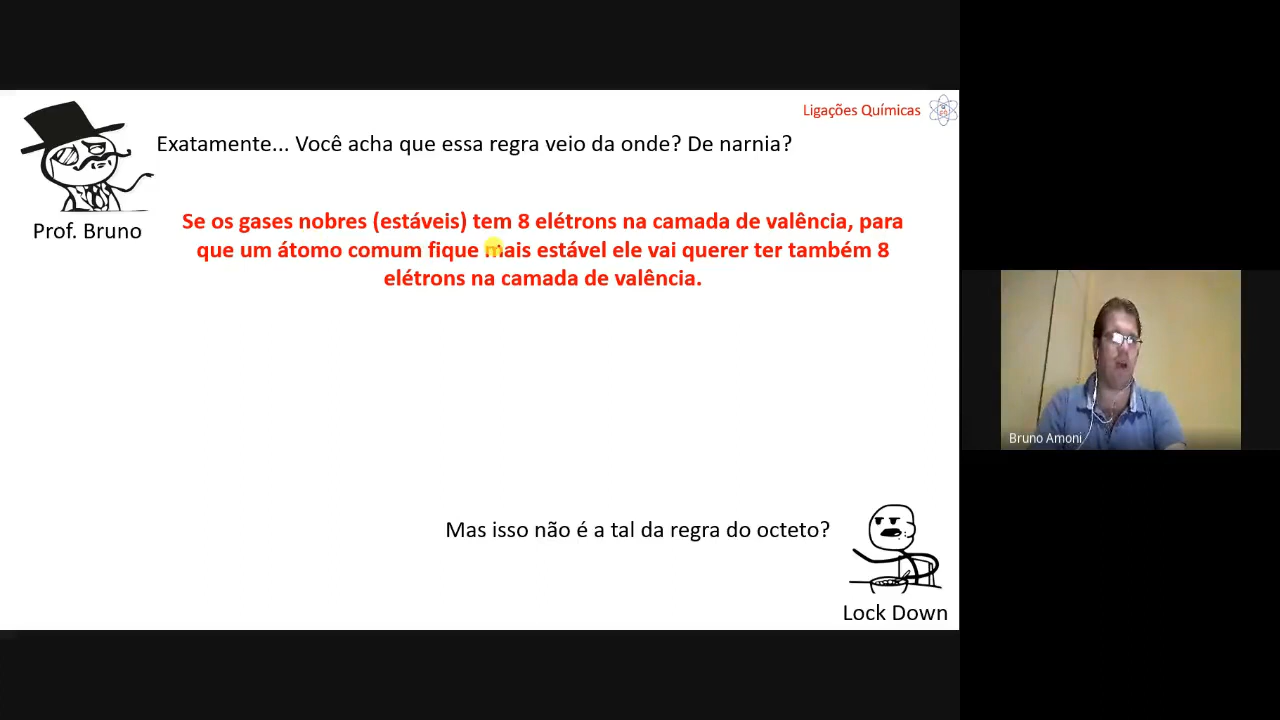 Ligações Químicas
Exatamente... Você acha que essa regra veio da onde? De narnia?
Prof. Bruno
Se os gases nobres (estáveis) tem 8 elétrons na camada de valência, para
que um átomo comum fique mais estável ele vai querer ter também 8
elétrons na camada de valência.
Bruno Amoni
Mas isso não é a tal da regra do octeto?
Lock Down